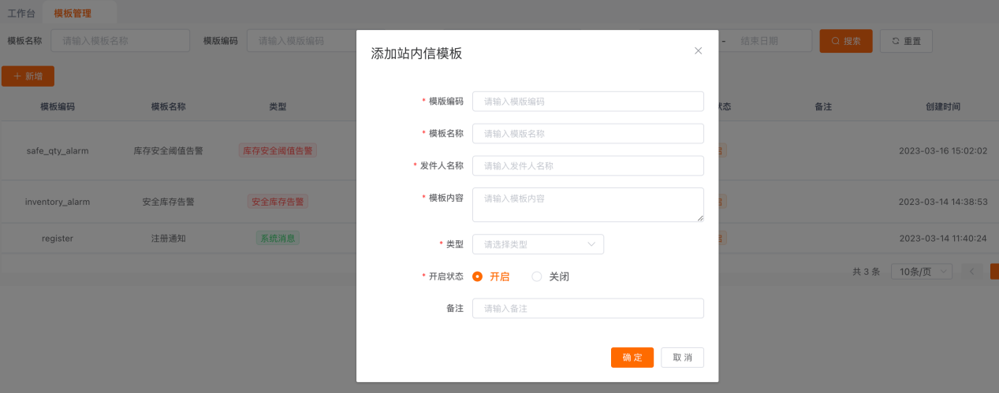 工作台 模板管理
模板名称 请输入模板名称 模版编码 请输入模版编码 - 结束日期 搜索 重置
+ 新增
模板编码 模板名称 类型 状态 备注 创建时间
safe_qty_alarm 库存安全阈值告警 库存安全阈值告警 2023-03-16 15:02:02
inventory_alarm 安全库存告警 安全库存告警 2023-03-14 14:38:53
register 注册通知 系统消息 2023-03-14 11:40:24
共 3 条 10条/页
添加站内信模板
* 模版编码 请输入模版编码
* 模板名称 请输入模版名称
* 发件人名称 请输入发件人名称
* 模板内容 请输入模板内容
* 类型 请选择类型
* 开启状态 开启 关闭
备注 请输入备注
确 定 取 消